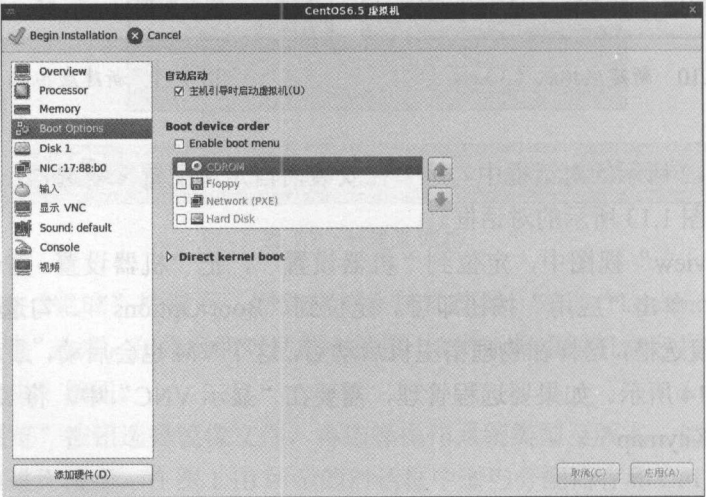 CentOS6.5 虚拟机
Begin Installation
Cancel
Overview
Processor
Memory
Boot Options
Disk 1
NIC :17:88:b0
输入
显示 VNC
Sound: default
Console
视频
添加硬件(D)
自动启动
主机引导时启动虚拟机(U)
Boot device order
Enable boot menu
CDROM
Floppy
Network (PXE)
Hard Disk
Direct kernel boot
取消(C)
应用(A)